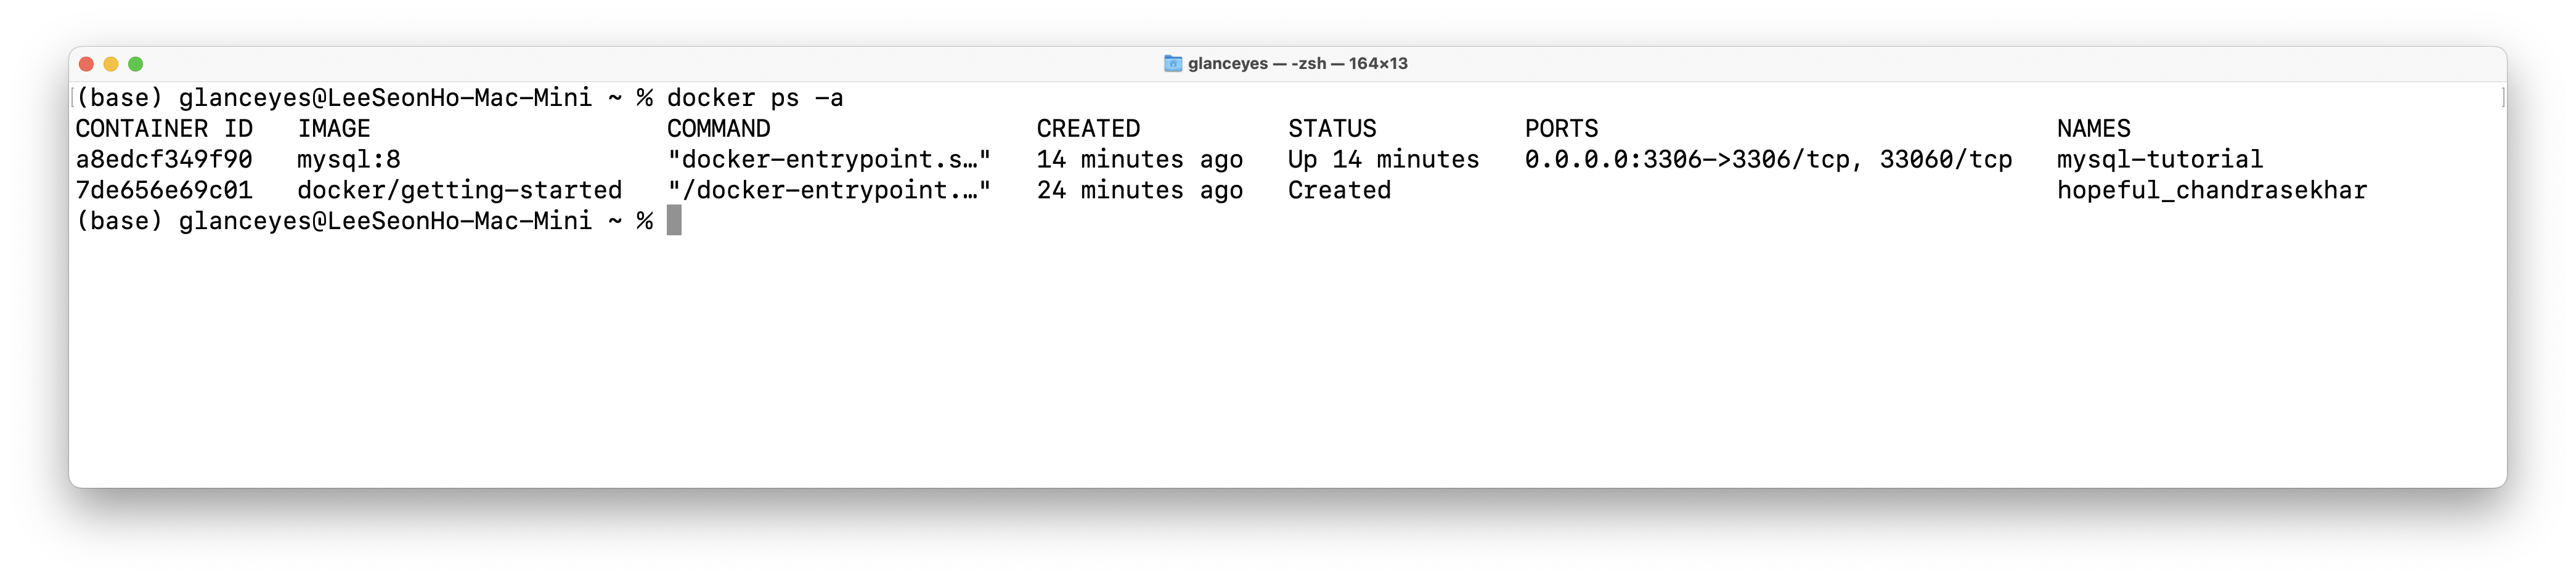 glanceyes — -zsh — 164×13
(base) glanceyes@LeeSeonHo-Mac-Mini ~ % docker ps -a
CONTAINER ID   IMAGE                    COMMAND                  CREATED          STATUS          PORTS                               NAMES
a8edcf349f90   mysql:8                  "docker-entrypoint.s…"   14 minutes ago   Up 14 minutes   0.0.0.0:3306->3306/tcp, 33060/tcp   mysql-tutorial
7de656e69c01   docker/getting-started   "/docker-entrypoint.…"   24 minutes ago   Created                                             hopeful_chandrasekhar
(base) glanceyes@LeeSeonHo-Mac-Mini ~ %